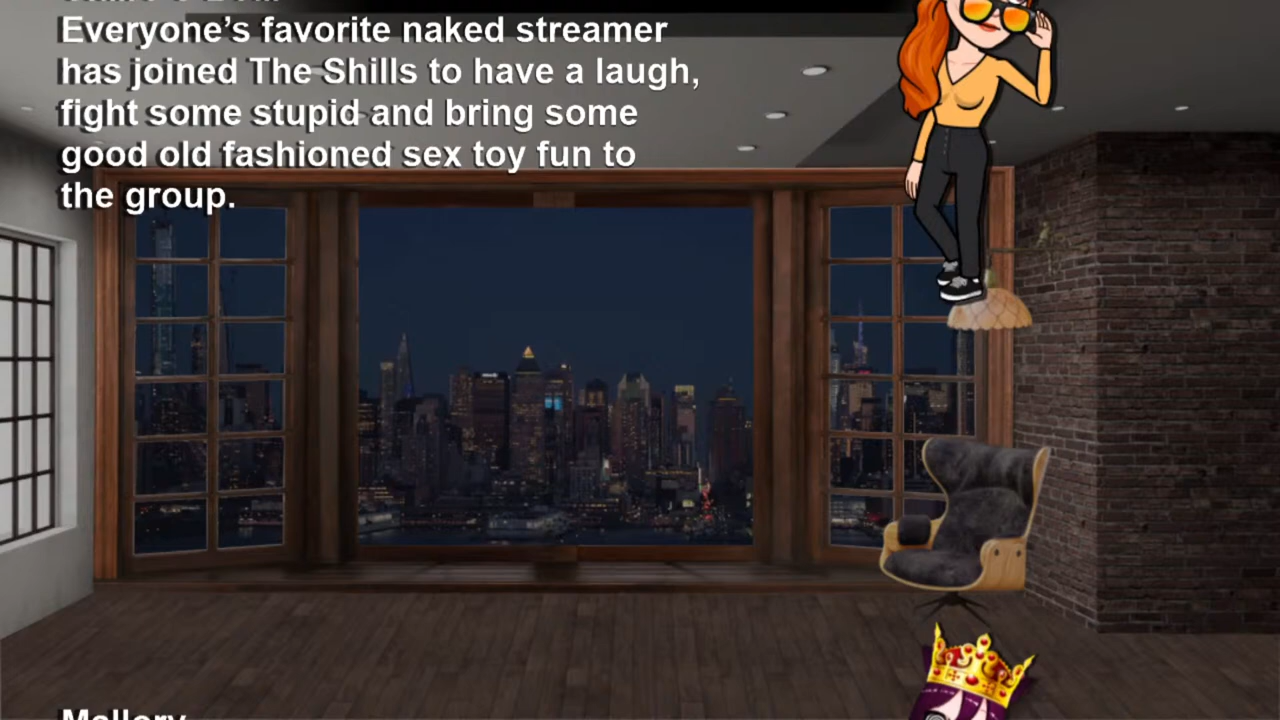 Everyone's favorite naked streamer
has joined The Shills to have a laugh,
fight some stupid and bring some
good old fashioned sex toy fun to
the group.
Mallory